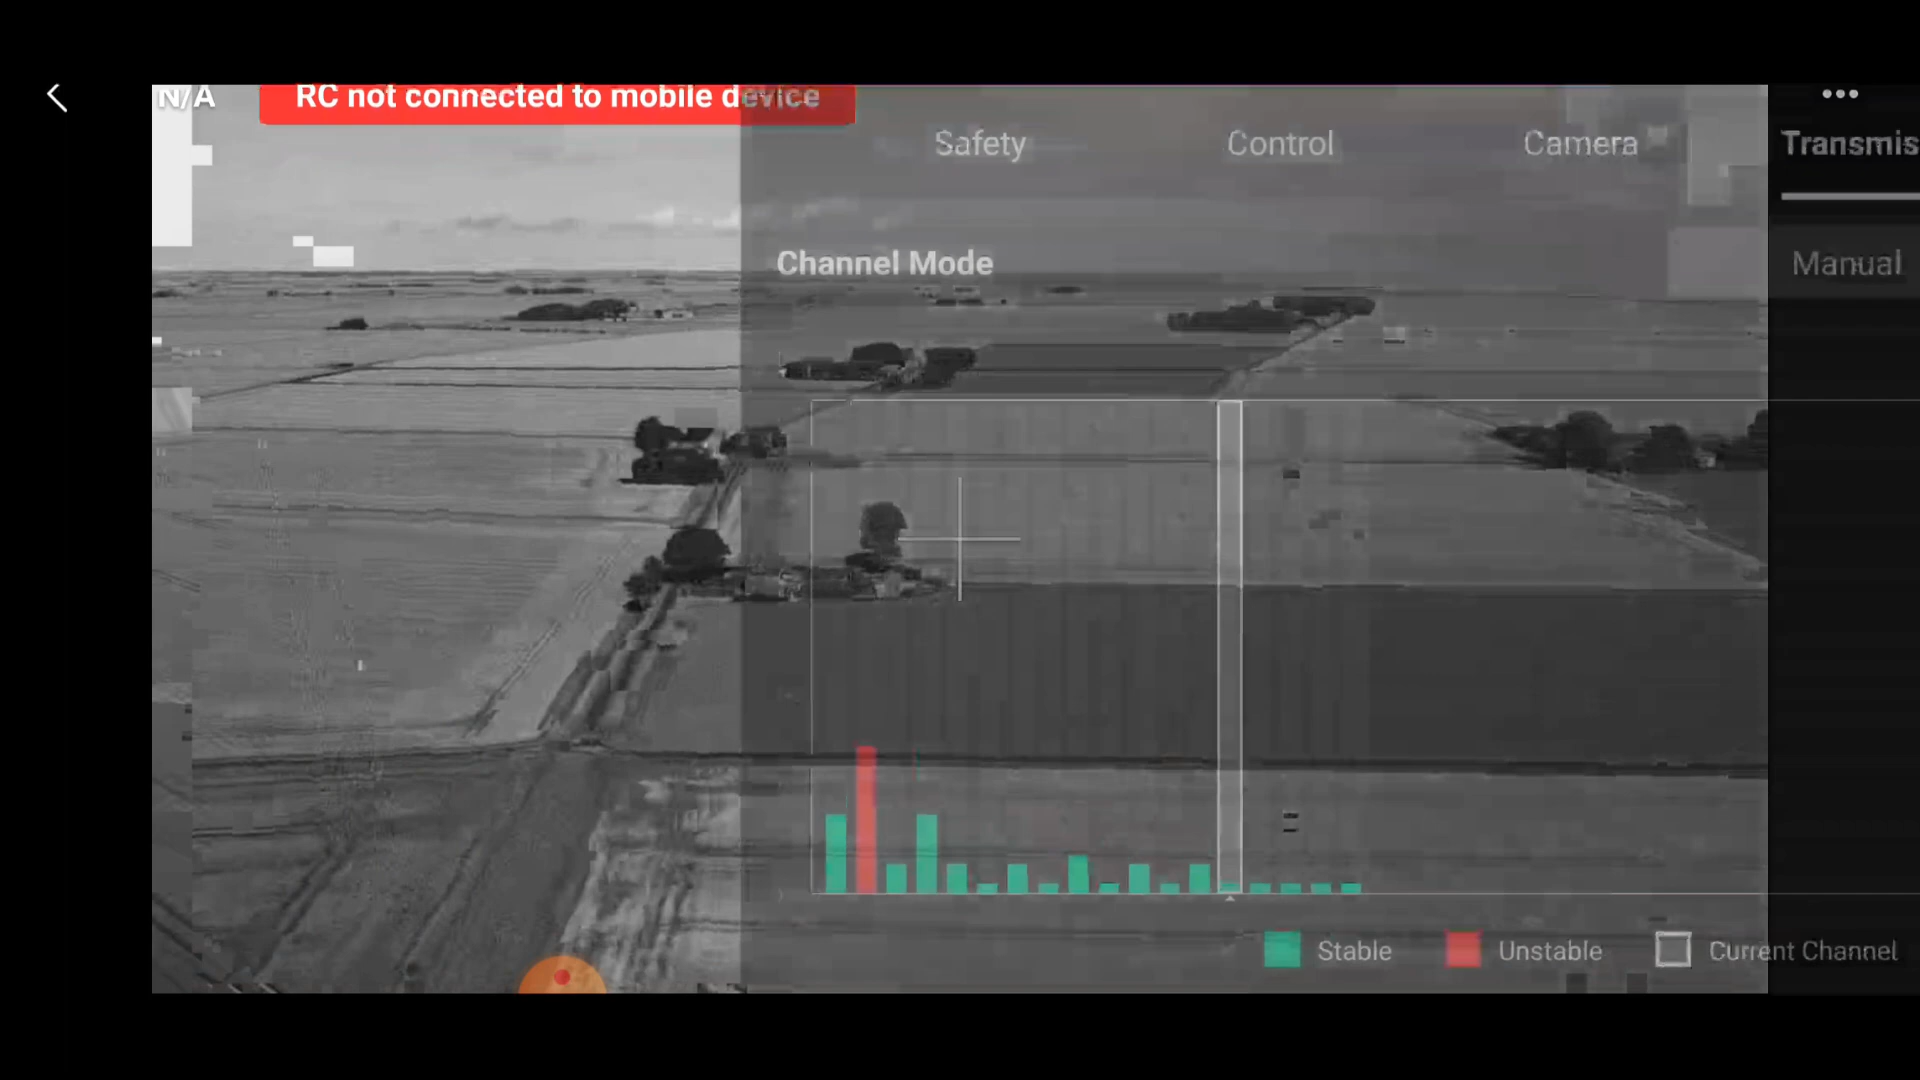 N/A
RC not connected to mobile device
Safety
Control
Camera
Transmis
Channel Mode
Manual
Stable
Unstable
Current Channel